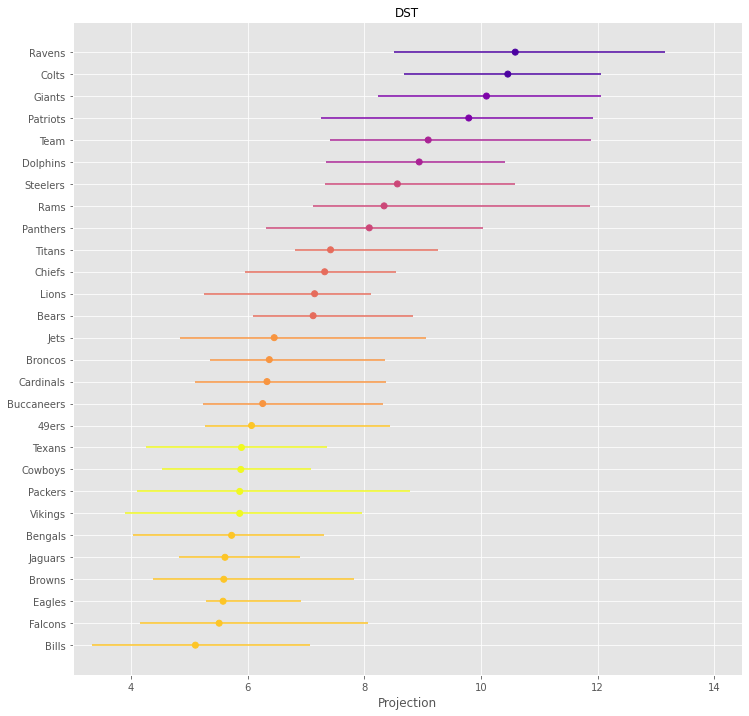 DST
Ravens
Colts
Giants
Patriots
Team
Dolphins
Steelers
Rams
Panthers
Titans
Chiefs
Lions
Bears
Jets
Broncos
Cardinals
Buccaneers
49ers
Texans
Cowboys
Packers
Vikings
Bengals
Jaguars
Browns
Eagles
Falcons
Bills
4 6 8 10 12 14
Projection